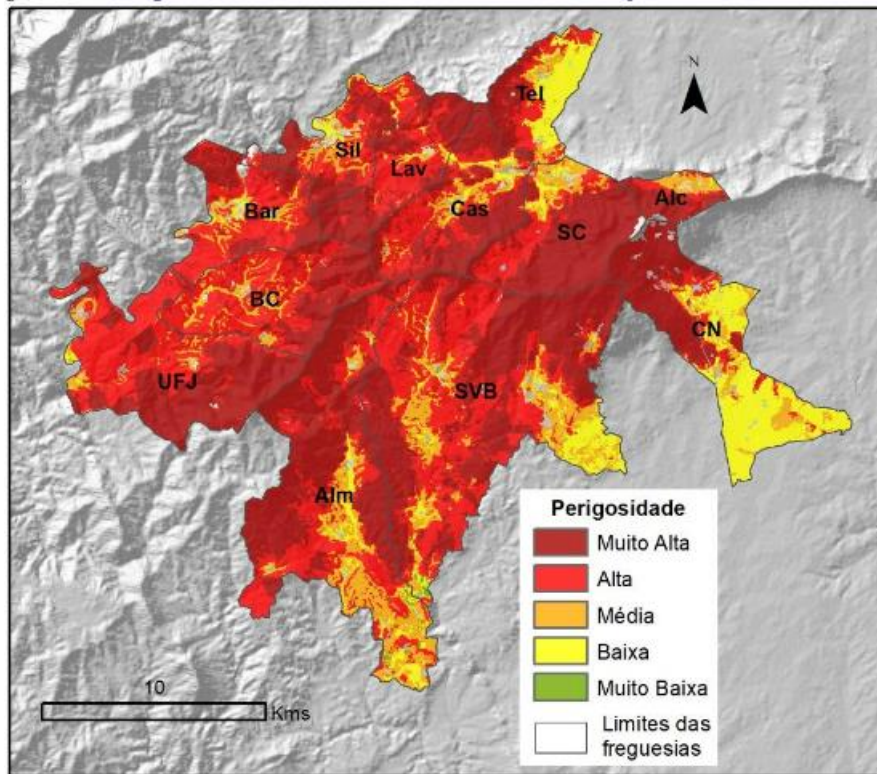 N
Tel
Sil
Lav
Alc
Bar
Cas
SC
BC
CN
UFJ
SVB
Alm
Perigosidade
Muito Alta
Alta
Média
Baixa
Muito Baixa
Limites das
freguesias
10
Kms